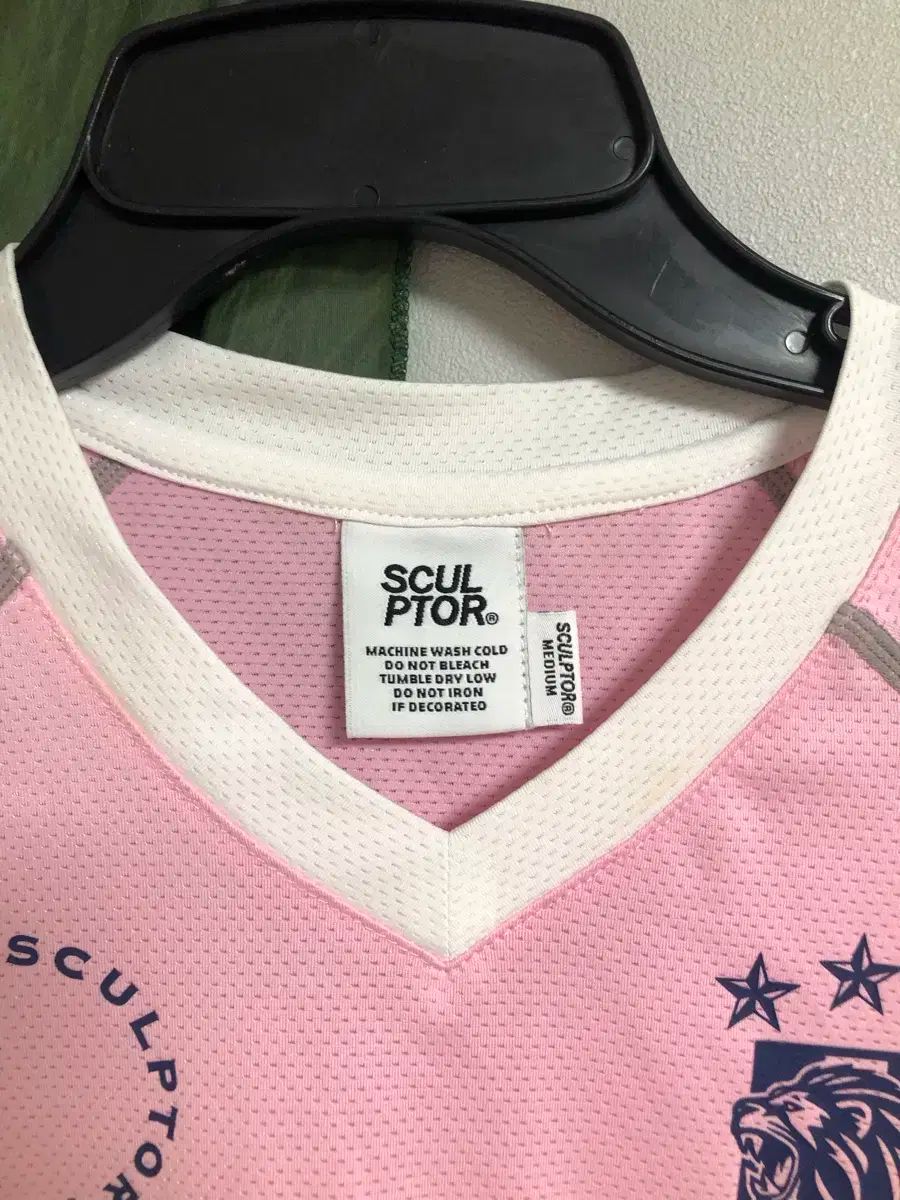 SCUL
PTOR®
MACHINE WASH COLD
DO NOT BLEACH
TUMBLE DRY LOW
DO NOT IRON
IF DECORATED
SCULPTOR®
MEDIUM
SCULPTOR